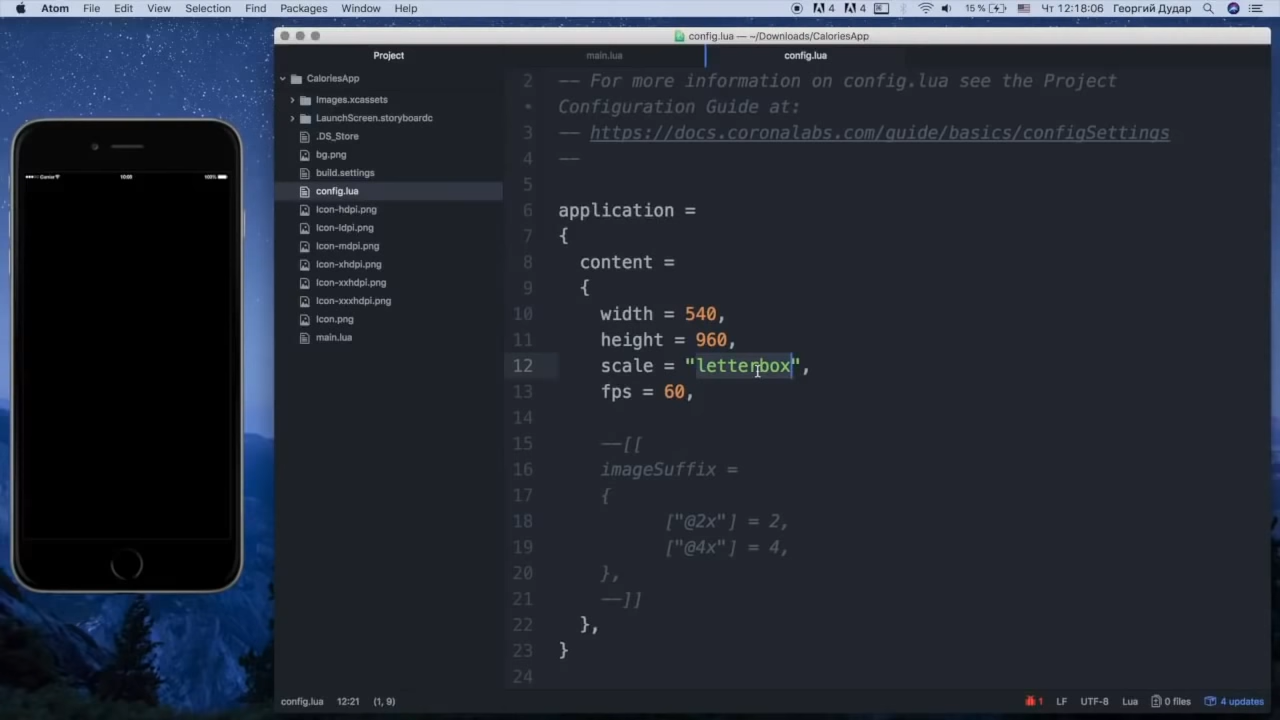 Atom File Edit View Selection Find Packages Window Help 4 4 15% Чт 12:18:06 Георгий Дудар
config.lua — ~/Downloads/CaloriesApp
Project main.lua config.lua
CaloriesApp
Images.xcassets
LaunchScreen.storyboardc
.DS_Store
bg.png
build.settings
config.lua
Icon-hdpi.png
Icon-ldpi.png
Icon-mdpi.png
Icon-xhdpi.png
Icon-xxhdpi.png
Icon-xxxhdpi.png
Icon.png
main.lua
Carrier 100%
2 -- For more information on config.lua see the Project
• Configuration Guide at:
3 -- https://docs.coronalabs.com/guide/basics/configSettings
4 --
5
6 application =
7 {
8 content =
9 {
10 width = 540,
11 height = 960,
12 scale = "letterbox",
13 fps = 60,
14
15 --[[
16 imageSuffix =
17 {
18 ["@2x"] = 2,
19 ["@4x"] = 4,
20 },
21 --]]
22 },
23 }
24
config.lua 12:21 (1, 9) 1 LF UTF-8 Lua 0 files 4 updates